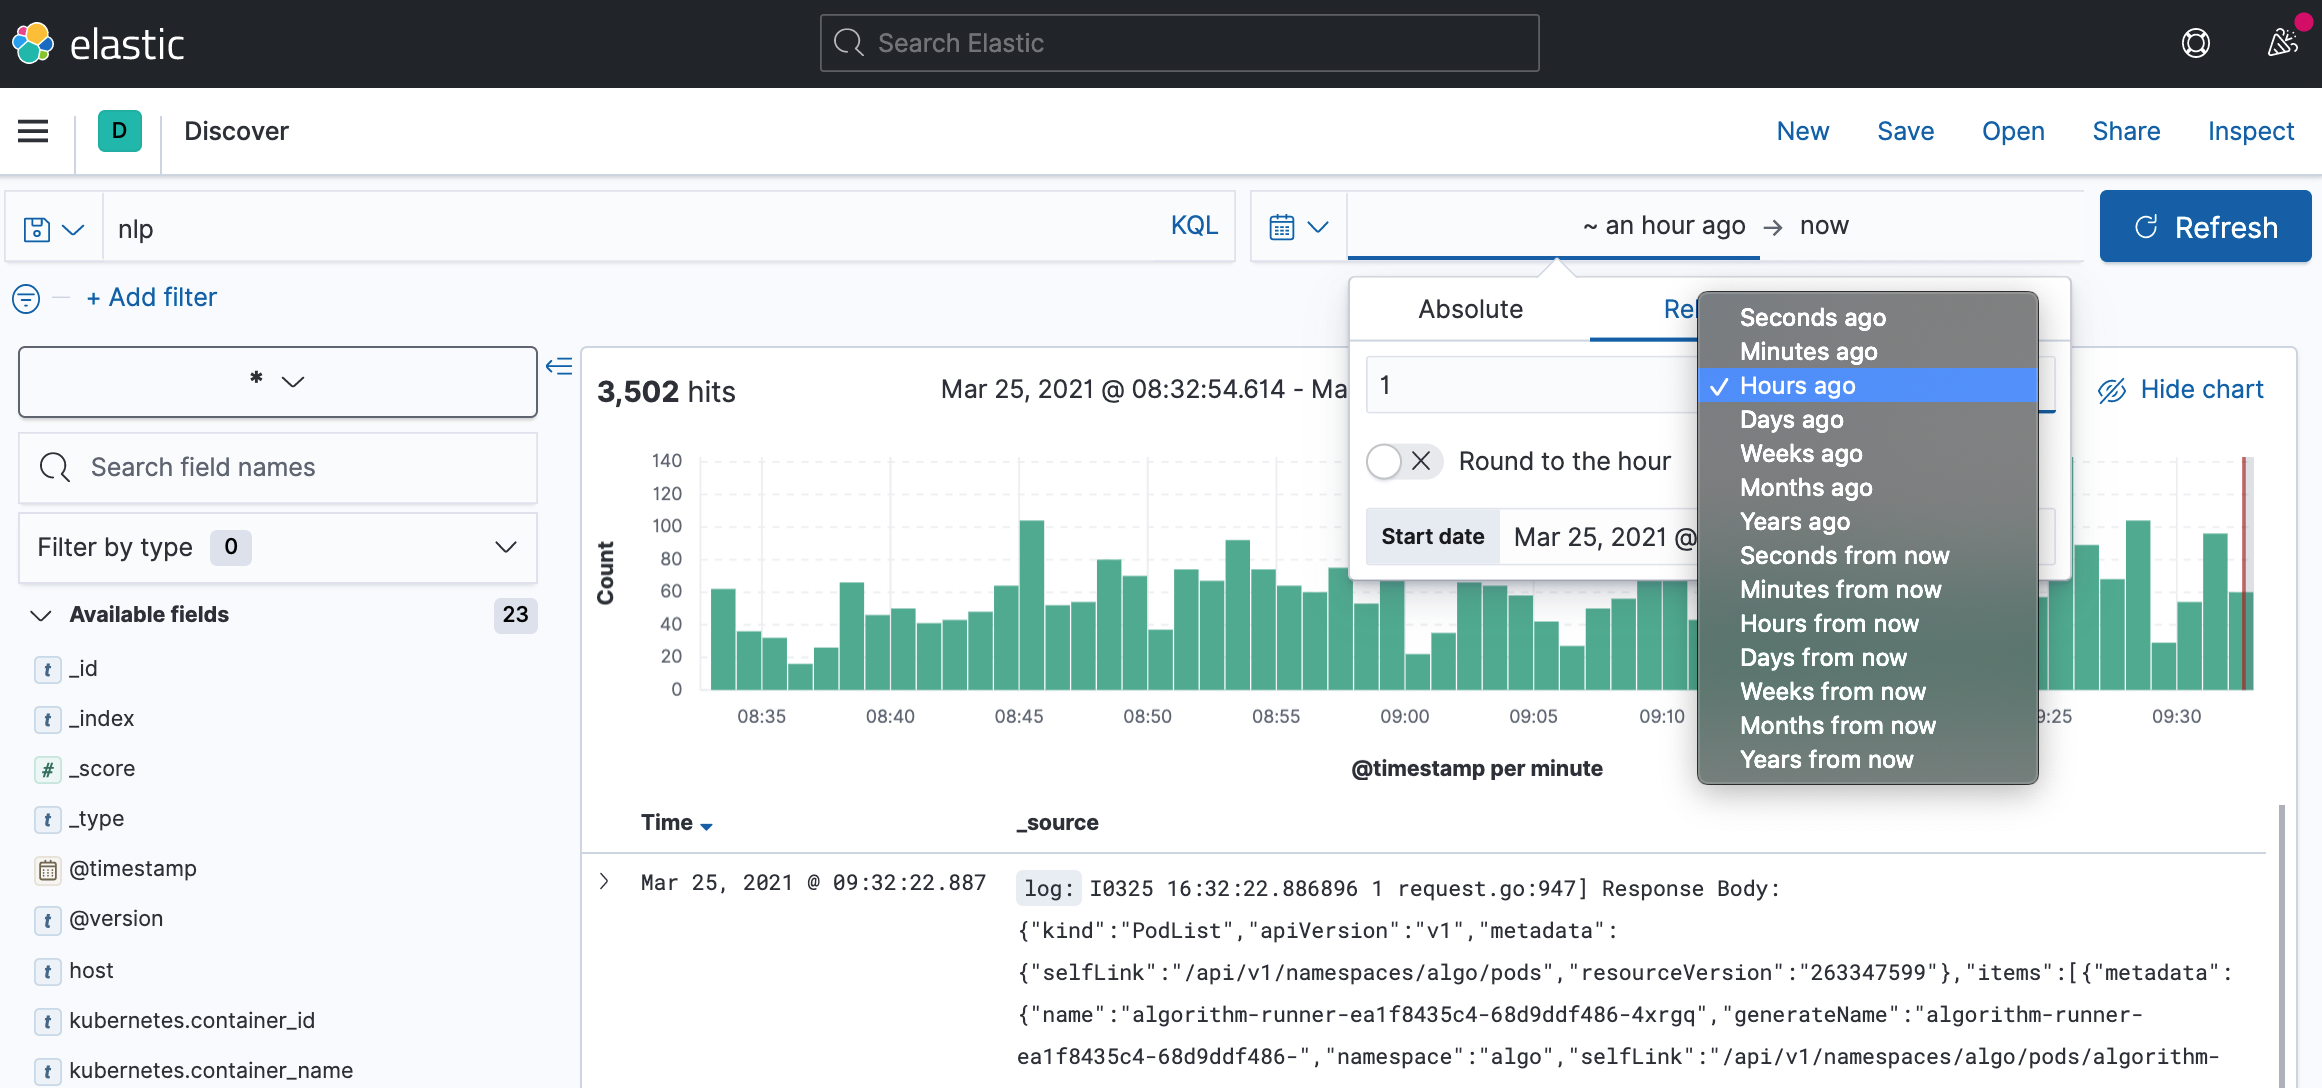 elastic
Search Elastic
D
Discover
New
Save
Open
Share
Inspect
nlp
KQL
~ an hour ago → now
Refresh
+ Add filter
*
Search field names
Filter by type 0
Available fields 23
t _id
t _index
# _score
t _type
@timestamp
t @version
t host
t kubernetes.container_id
t kubernetes.container_name
3,502 hits
Mar 25, 2021 @ 08:32:54.614 - Ma
Hide chart
Absolute
Rel
1
Round to the hour
Start date
Mar 25, 2021 @
✓ Hours ago
Seconds ago
Minutes ago
Days ago
Weeks ago
Months ago
Years ago
Seconds from now
Minutes from now
Hours from now
Days from now
Weeks from now
Months from now
Years from now
Count
140
120
100
80
60
40
20
0
08:35
08:40
08:45
08:50
08:55
09:00
09:05
09:10
9:25
09:30
@timestamp per minute
Time
_source
Mar 25, 2021 @ 09:32:22.887
log: I0325 16:32:22.886896 1 request.go:947] Response Body:
{"kind":"PodList","apiVersion":"v1","metadata":
{"selfLink":"/api/v1/namespaces/algo/pods","resourceVersion":"263347599"},"items":[{"metadata":
{"name":"algorithm-runner-ea1f8435c4-68d9ddf486-4xrgq","generateName":"algorithm-runner-
ea1f8435c4-68d9ddf486-","namespace":"algo","selfLink":"/api/v1/namespaces/algo/pods/algorithm-